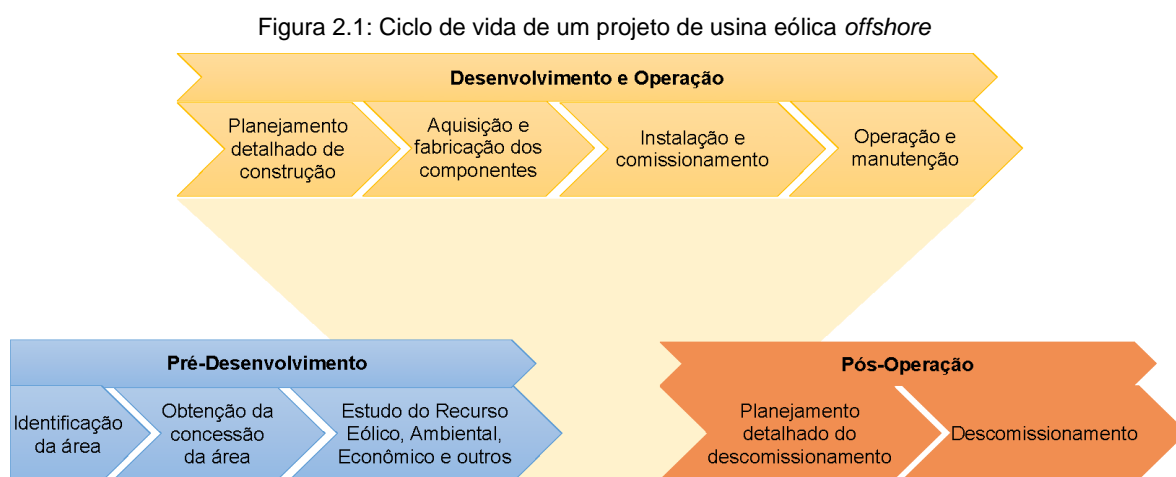 Figura 2.1: Ciclo de vida de um projeto de usina eólica offshore
Desenvolvimento e Operação
Planejamento
detalhado de
construção
Aquisição e
fabricação dos
componentes
Instalação e
comissionamento
Operação e
manutenção
Pré-Desenvolvimento
Identificação
da área
Obtenção da
concessão
da área
Estudo do Recurso
Eólico, Ambiental,
Econômico e outros
Pós-Operação
Planejamento
detalhado do
descomissionamento
Descomissionamento